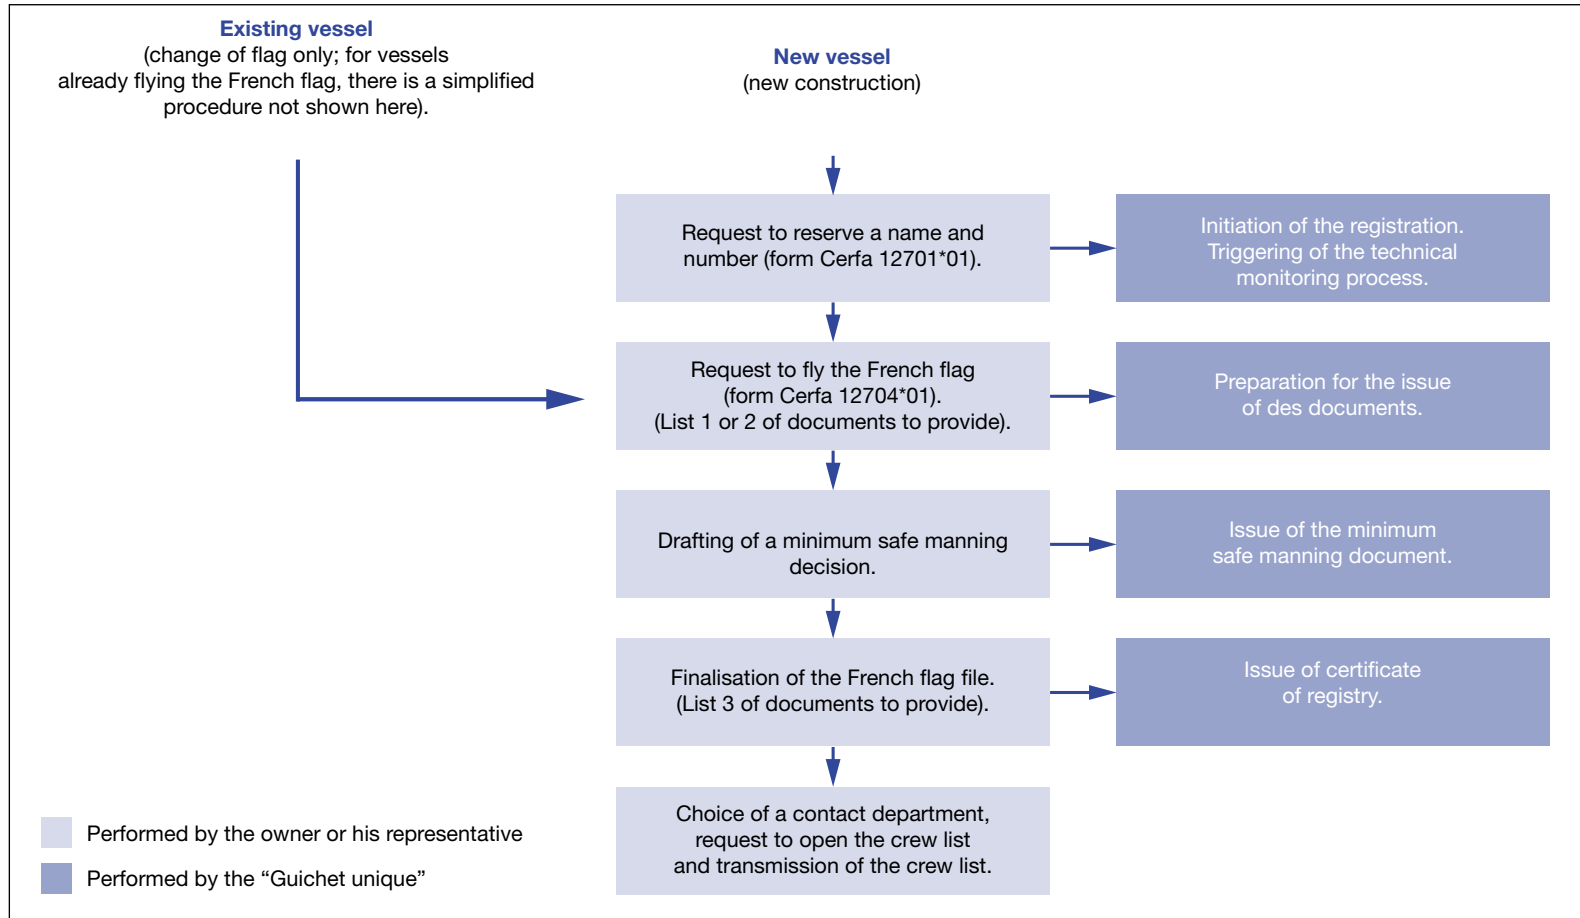 Existing vessel
(change of flag only; for vessels
already flying the French flag, there is a simplified
procedure not shown here).
New vessel
(new construction)
Request to reserve a name and
number (form Cerfa 12701*01).
Initiation of the registration.
Triggering of the technical
monitoring process.
Request to fly the French flag
(form Cerfa 12704*01).
(List 1 or 2 of documents to provide).
Preparation for the issue
of des documents.
Drafting of a minimum safe manning
decision.
Issue of the minimum
safe manning document.
Finalisation of the French flag file.
(List 3 of documents to provide).
Issue of certificate
of registry.
Choice of a contact department,
request to open the crew list
and transmission of the crew list.
Performed by the owner or his representative
Performed by the “Guichet unique”